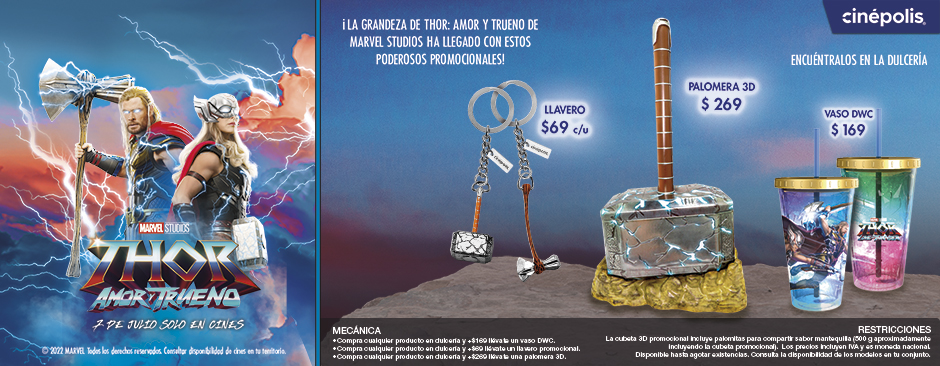 MARVEL STUDIOS
THOR
AMOR Y TRUENO
7 DE JULIO SOLO EN CINES
© 2022 MARVEL Todos los derechos reservados. Consultar disponibilidad de cines en tu territorio.
¡LA GRANDEZA DE THOR: AMOR Y TRUENO DE
MARVEL STUDIOS HA LLEGADO CON ESTOS
PODEROSOS PROMOCIONALES!
cinépolis
ENCUÉNTRALOS EN LA DULCERÍA
LLAVERO
$69 c/u
cinépolis
cinépolis
PALOMERA 3D
$ 269
VASO DWC
$ 169
THOR
MECÁNICA
•Compra cualquier producto en dulcería y +$169 llévate un vaso DWC.
•Compra cualquier producto en dulcería y +$69 llévate un llavero promocional.
•Compra cualquier producto en dulcería y +$269 llévate una palomera 3D.
RESTRICCIONES
La cubeta 3D promocional incluye palomitas para compartir sabor mantequilla (500 g aproximadamente
incluyendo la cubeta promocional). Los precios incluyen IVA y es moneda nacional.
Disponible hasta agotar existencias. Consulta la disponibilidad de los modelos en tu conjunto.